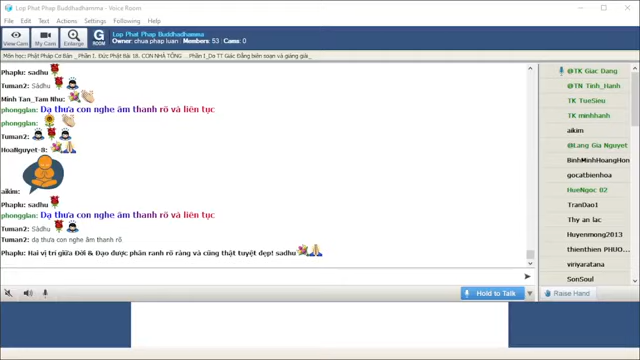 Lop Phat Phap Buddhadhamma - Voice Room
File Edit Text Actions Settings Following Help
View Cam
My Cam
Enlarge
G ROOM
Lop Phat Phap Buddhadhamma
Owner: chua phap luan : Members: 53 : Cams: 0
Môn học: Phật Pháp Cơ Bản _Phần I. Đức Phật Bài 18. CON NHÀ TÔNG _ Phần I_Do TT Giác Đẳng biên soạn và giảng giải_
Phaplu: sadhu
Tuman2: Sādhu
Minh Tan_Tam Nhu:
phongglan: Dạ thưa con nghe âm thanh rõ và liên tục
phongglan:
Tuman2:
HoaNguyet-8:
aikim:
Phaplu: sadhu
phongglan: Dạ thưa con nghe âm thanh rõ và liên tục
Tuman2: Sādhu
Tuman2: dạ thưa con nghe âm thanh rõ
Phaplu: Hai vị trí giữa Đời & Đạo được phân ranh rõ ràng và cũng thật tuyệt đẹp! sadhu
@TK Giac Dang
@TN Tinh_Hanh
TK TueSieu
TK minhhanh
aikim
@Lang Gia Nguyet
BinhMinhHoangHon
gocatbienhoa
HueNgoc 02
TranDao1
Thy an lac
Huyenmong2013
thienthien PHUO
viriyaratana
SonSoul
Hold to Talk
Raise Hand